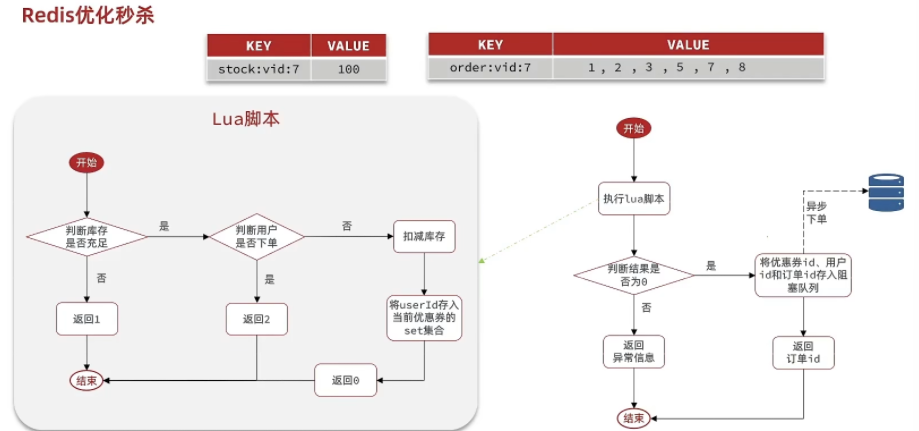 Redis优化秒杀
KEY VALUE
stock:vid:7 100
KEY VALUE
order:vid:7 1 , 2 , 3 , 5 , 7 , 8
Lua脚本
开始
判断库存
是否充足
是
判断用户
是否下单
否
扣减库存
否
是
返回1
返回2
将userId存入
当前优惠券的
set集合
返回0
结束
开始
执行lua脚本
异步
下单
判断结果是
否为0
是
将优惠券id、用户
id和订单id存入阻
塞队列
否
返回
异常信息
返回
订单id
结束